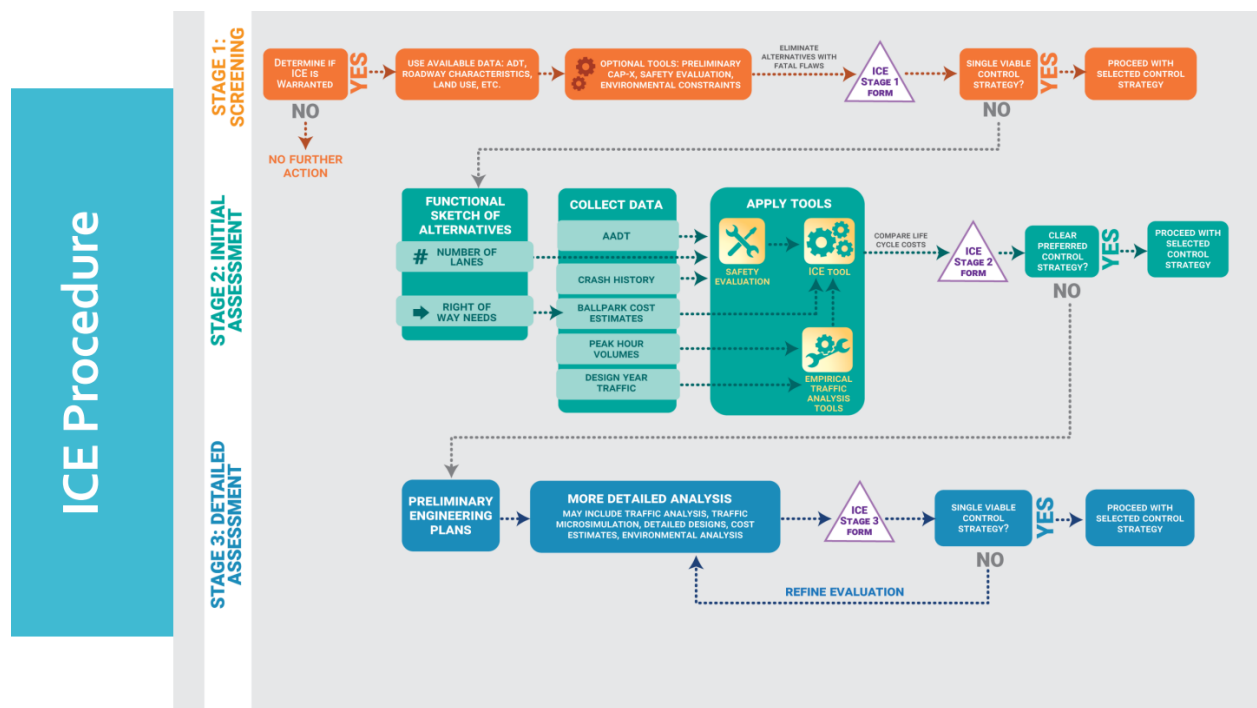 ICE Procedure
STAGE 1:
SCREENING
DETERMINE IF
ICE IS
WARRANTED
YES
NO
NO FURTHER
ACTION
USE AVAILABLE DATA: ADT,
ROADWAY CHARACTERISTICS,
LAND USE, ETC.
OPTIONAL TOOLS: PRELIMINARY
CAP-X, SAFETY EVALUATION,
ENVIRONMENTAL CONSTRAINTS
ELIMINATE
ALTERNATIVES WITH
FATAL FLAWS
ICE
STAGE 1
FORM
SINGLE VIABLE
CONTROL
STRATEGY?
YES
NO
PROCEED WITH
SELECTED CONTROL
STRATEGY
STAGE 2: INITIAL
ASSESSMENT
FUNCTIONAL
SKETCH OF
ALTERNATIVES
# NUMBER OF
LANES
RIGHT OF
WAY NEEDS
COLLECT DATA
AADT
CRASH HISTORY
BALLPARK COST
ESTIMATES
PEAK HOUR
VOLUMES
DESIGN YEAR
TRAFFIC
APPLY TOOLS
SAFETY
EVALUATION
ICE TOOL
EMPIRICAL
TRAFFIC
ANALYSIS
TOOLS
COMPARE LIFE
CYCLE COSTS
ICE
STAGE 2
FORM
CLEAR
PREFERRED
CONTROL
STRATEGY?
YES
NO
PROCEED WITH
SELECTED
CONTROL
STRATEGY
STAGE 3: DETAILED
ASSESSMENT
PRELIMINARY
ENGINEERING
PLANS
MORE DETAILED ANALYSIS
MAY INCLUDE TRAFFIC ANALYSIS, TRAFFIC
MICROSIMULATION, DETAILED DESIGNS, COST
ESTIMATES, ENVIRONMENTAL ANALYSIS
ICE
STAGE 3
FORM
SINGLE VIABLE
CONTROL
STRATEGY?
YES
NO
PROCEED WITH
SELECTED CONTROL
STRATEGY
REFINE EVALUATION